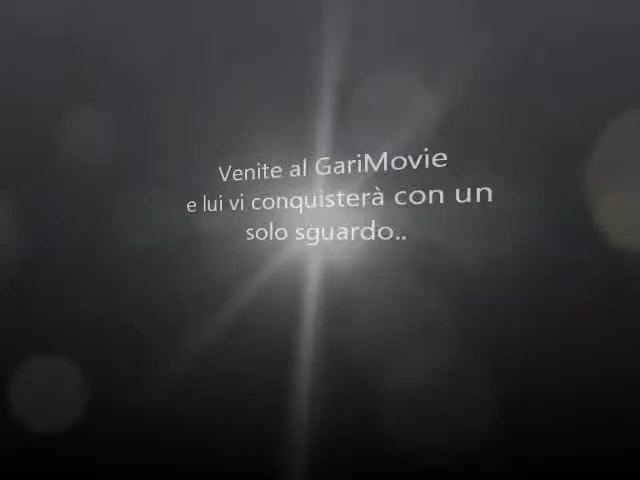 Venite al GariMovie
e lui vi conquisterà con un
solo sguardo..